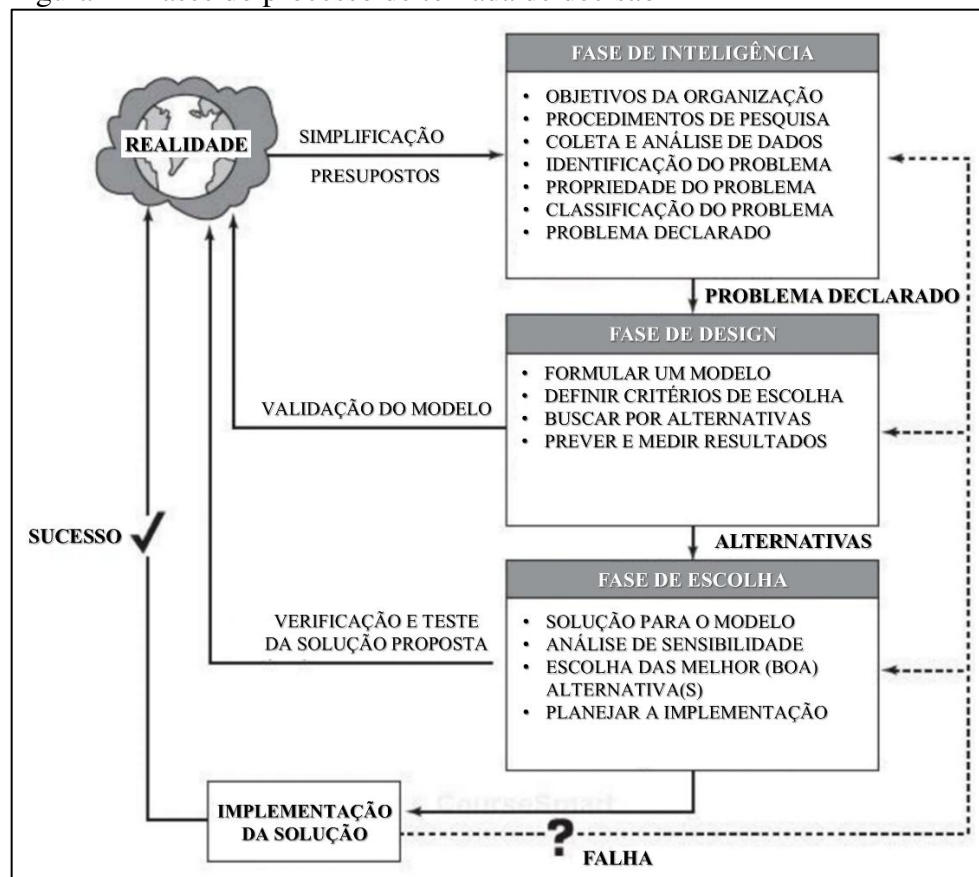 FASE DE INTELIGÊNCIA
• OBJETIVOS DA ORGANIZAÇÃO
• PROCEDIMENTOS DE PESQUISA
• COLETA E ANÁLISE DE DADOS
• IDENTIFICAÇÃO DO PROBLEMA
• PROPRIEDADE DO PROBLEMA
• CLASSIFICAÇÃO DO PROBLEMA
• PROBLEMA DECLARADO
REALIDADE
SIMPLIFICAÇÃO
PRESUPOSTOS
PROBLEMA DECLARADO
FASE DE DESIGN
• FORMULAR UM MODELO
• DEFINIR CRITÉRIOS DE ESCOLHA
• BUSCAR POR ALTERNATIVAS
• PREVER E MEDIR RESULTADOS
VALIDAÇÃO DO MODELO
SUCESSO
ALTERNATIVAS
FASE DE ESCOLHA
• SOLUÇÃO PARA O MODELO
• ANÁLISE DE SENSIBILIDADE
• ESCOLHA DAS MELHOR (BOA)
ALTERNATIVA(S)
• PLANEJAR A IMPLEMENTAÇÃO
VERIFICAÇÃO E TESTE
DA SOLUÇÃO PROPOSTA
CourseSmart
IMPLEMENTAÇÃO
DA SOLUÇÃO
?
FALHA